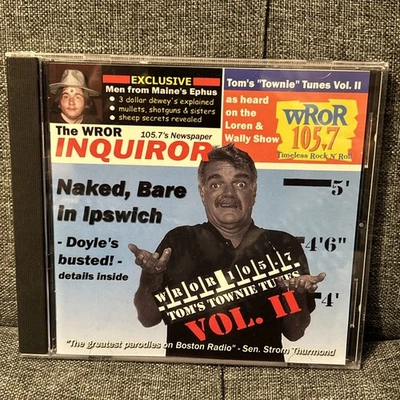 EXCLUSIVE
Men from Maine's Ephus
• 3 dollar dewey's explained
• mullets, shotguns & sisters
• sheep secrets revealed
Tom's "Townie" Tunes Vol. II
as heard
on the
Loren &
Wally Show
WROR
105.7
Timeless Rock N' Roll
The WROR 105.7's Newspaper
INQUIROR
Naked, Bare
in Ipswich
- Doyle's
busted! -
details inside
5'
4'6"
4'
WROR1057
TOM'S TOWNIE TUNES
VOL. II
"The greatest parodies on Boston Radio" - Sen. Strom Thurmond